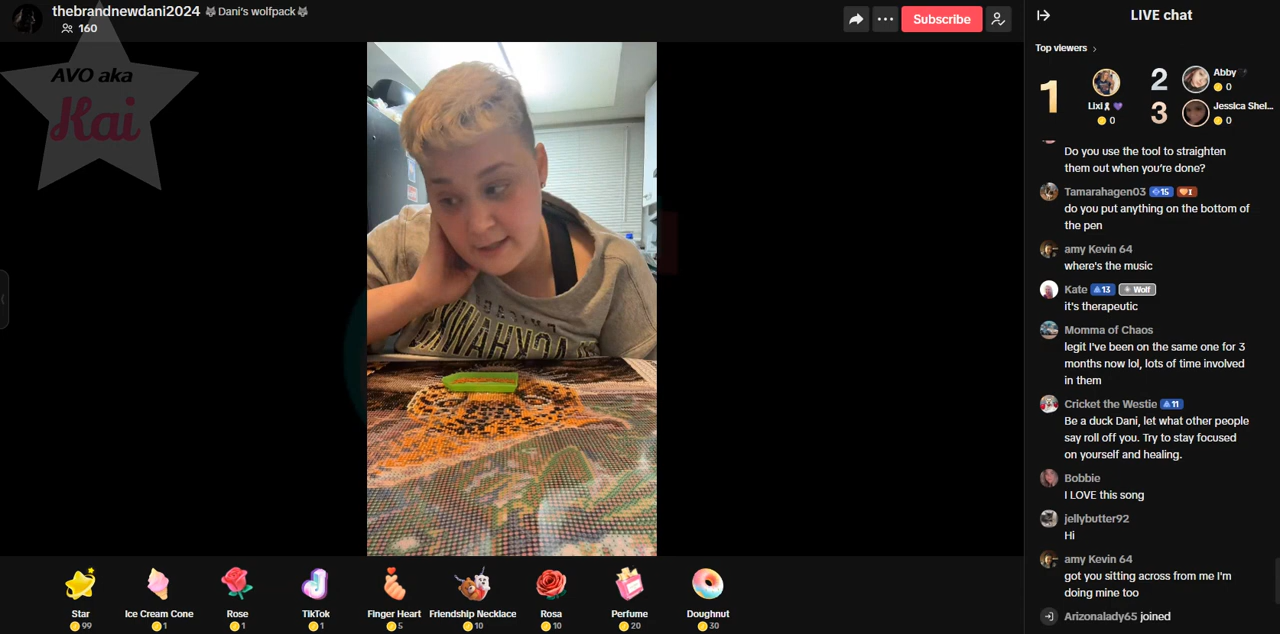 thebrandnewdani2024 🐺Dani's wolfpack🐺
160
Subscribe
AVO aka
Kai
LIVE chat
Top viewers >
1
Lixi🎗💜
0
2
Abby
0
3
Jessica Shel...
0
Do you use the tool to straighten
them out when you're done?
Tamarahagen03 15 I
do you put anything on the bottom of
the pen
amy Kevin 64
where's the music
Kate 13 Wolf
it's therapeutic
Momma of Chaos
legit I've been on the same one for 3
months now lol, lots of time involved
in them
Cricket the Westie 11
Be a duck Dani, let what other people
say roll off you. Try to stay focused
on yourself and healing.
Bobbie
I LOVE this song
jellybutter92
Hi
amy Kevin 64
got you sitting across from me I'm
doing mine too
Arizonalady65 joined
Star
99
Ice Cream Cone
1
Rose
1
TikTok
1
Finger Heart
5
Friendship Necklace
10
Rosa
10
Perfume
20
Doughnut
30